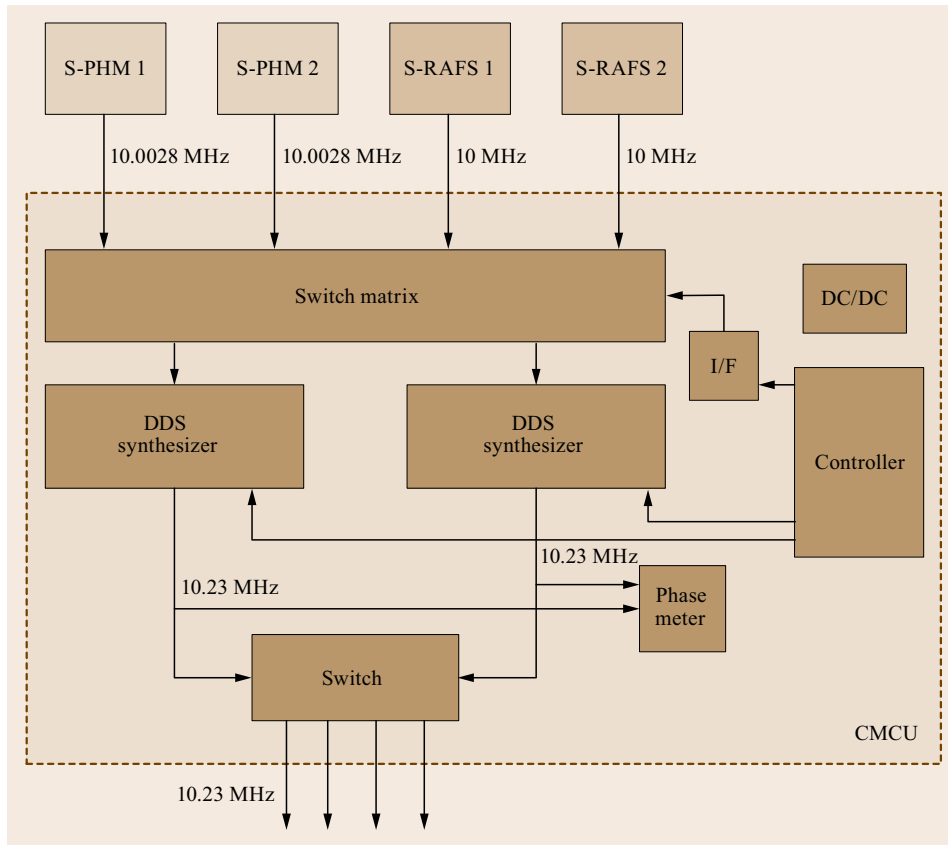 S-PHM 1
S-PHM 2
S-RAFS 1
S-RAFS 2
10.0028 MHz
10.0028 MHz
10 MHz
10 MHz
Switch matrix
DC/DC
I/F
DDS
synthesizer
DDS
synthesizer
Controller
10.23 MHz
10.23 MHz
Phase
meter
Switch
CMCU
10.23 MHz